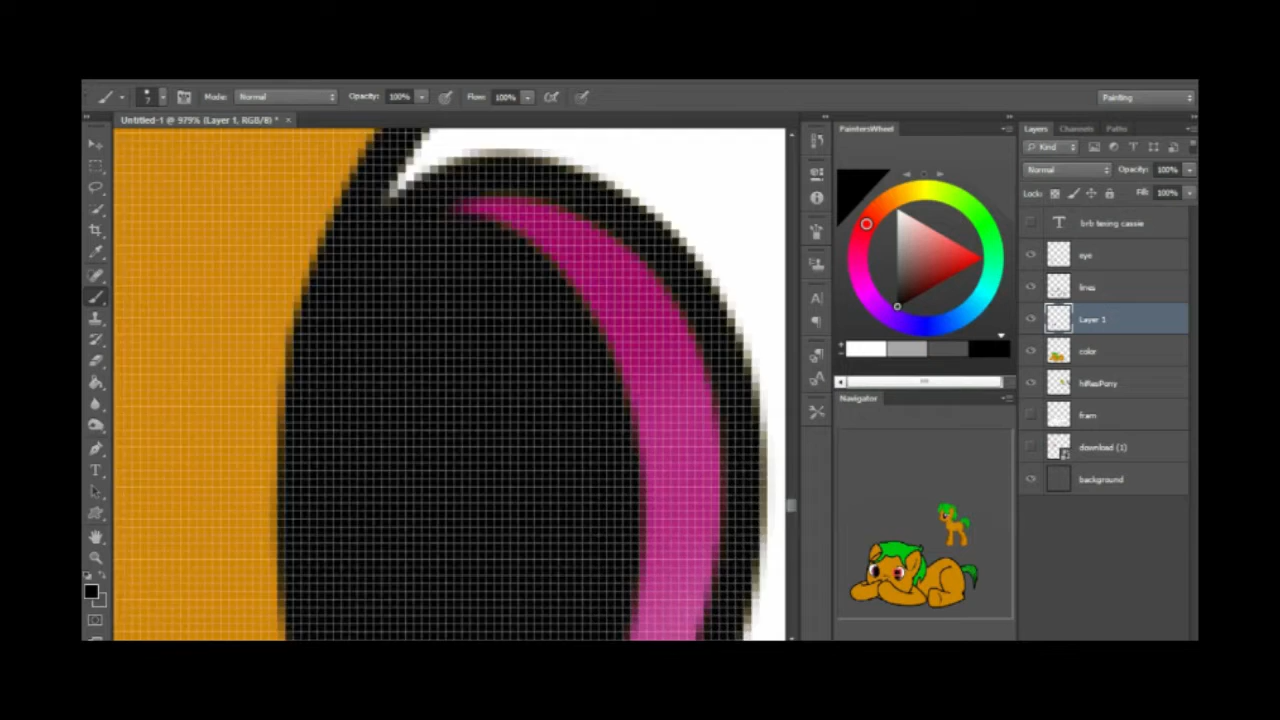 7 Mode: Normal Opacity: 100% Flow: 100% Painting
Untitled-1 @ 979% (Layer 1, RGB/8) * ×
PaintersWheel
Layers Channels Paths
Kind
Normal Opacity: 100%
Lock: Fill: 100%
T brb texing cassie
eye
lines
Layer 1
color
hiResPony
Navigator
fram
download (1)
background